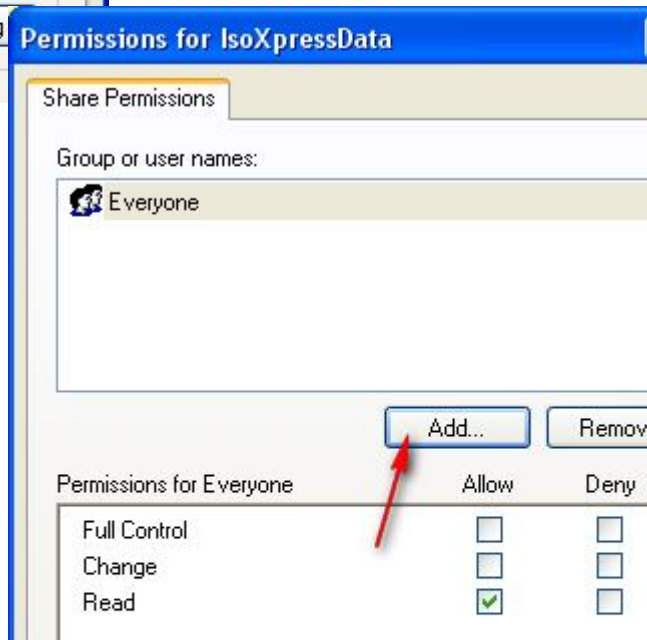 Permissions for IsoXpressData
Share Permissions
Group or user names:
Everyone
Add...
Permissions for Everyone Allow Deny
Full Control
Change
Read